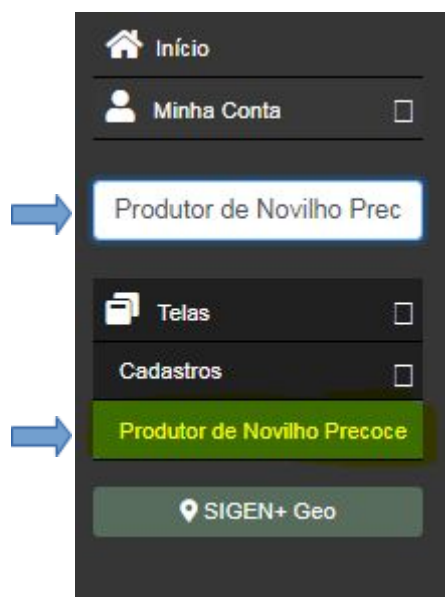 Início
Minha Conta
Produtor de Novilho Prec
Telas
Cadastros
Produtor de Novilho Precoce
SIGEN+ Geo